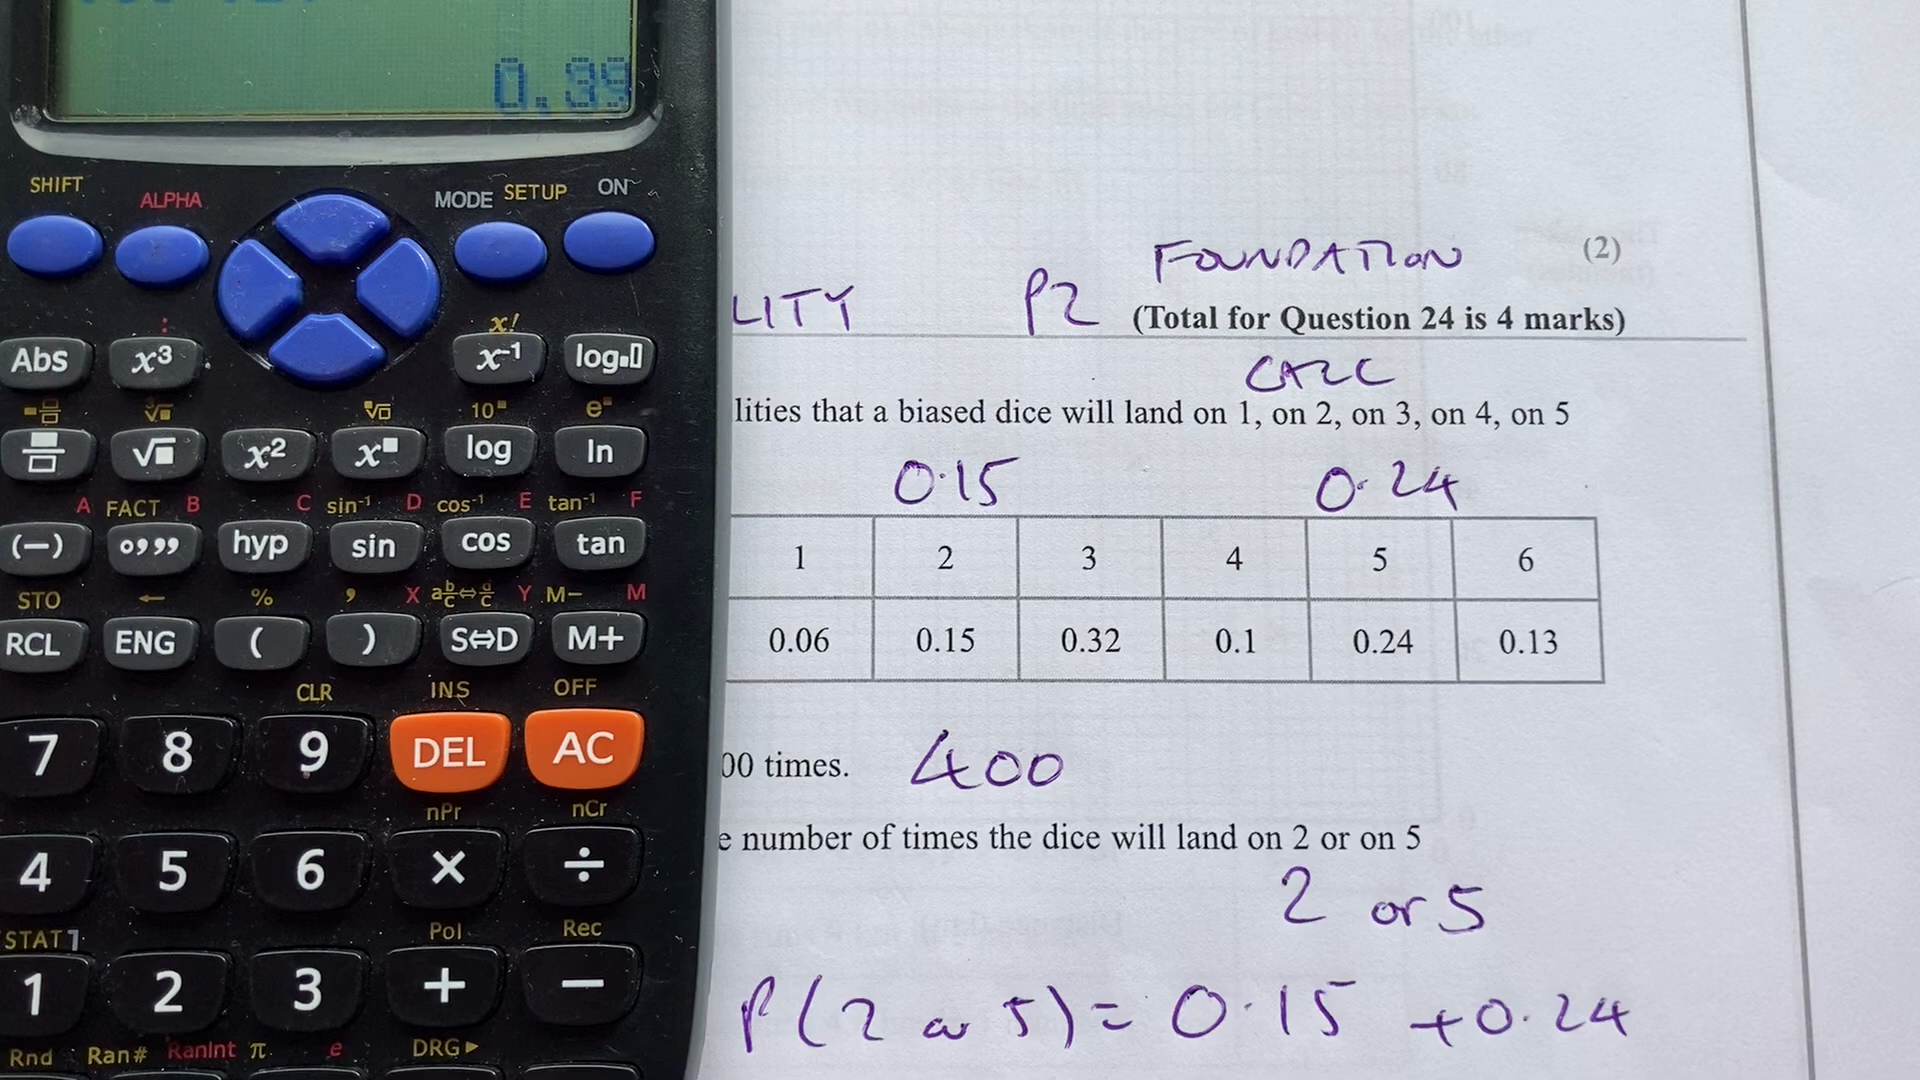 0.39
SHIFT ALPHA MODE SETUP ON
Abs x³ : x! x⁻¹ log
10 e
√ x² x log ln
A FACT B C sin⁻¹ D cos⁻¹ E tan⁻¹ F
(−) o,,, hyp sin cos tan
STO ← % , X a b/c⇔d/c Y M− M
RCL ENG ( ) S⇔D M+
CLR INS OFF
7 8 9 DEL AC
nPr nCr
4 5 6 × ÷
STAT Pol Rec
1 2 3 + −
Rnd Ran# RanInt π e DRG▸
FOUNDATION (2)
LITY P2 (Total for Question 24 is 4 marks)
CALC
lities that a biased dice will land on 1, on 2, on 3, on 4, on 5
0.15 0.24
1 2 3 4 5 6
0.06 0.15 0.32 0.1 0.24 0.13
00 times. 400
e number of times the dice will land on 2 or on 5
2 or 5
P(2 or 5) = 0.15 + 0.24